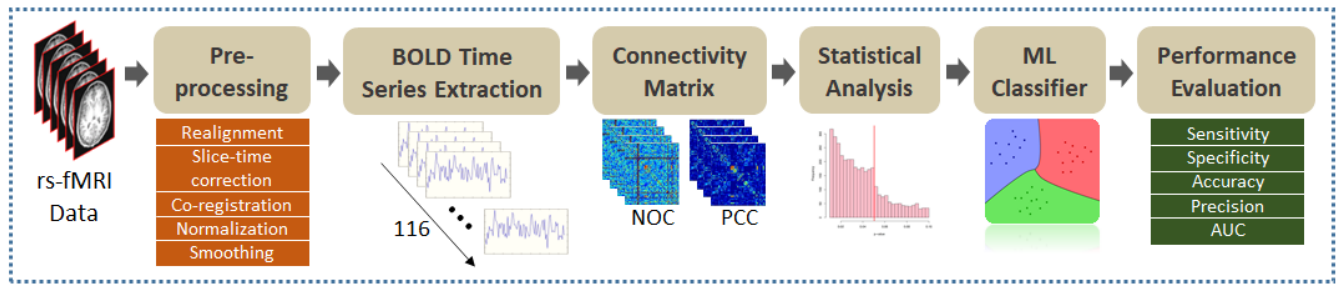 rs-fMRI
Data
Pre-
processing
Realignment
Slice-time
correction
Co-registration
Normalization
Smoothing
BOLD Time
Series Extraction
116
Connectivity
Matrix
NOC
PCC
Statistical
Analysis
p-value
ML
Classifier
Performance
Evaluation
Sensitivity
Specificity
Accuracy
Precision
AUC